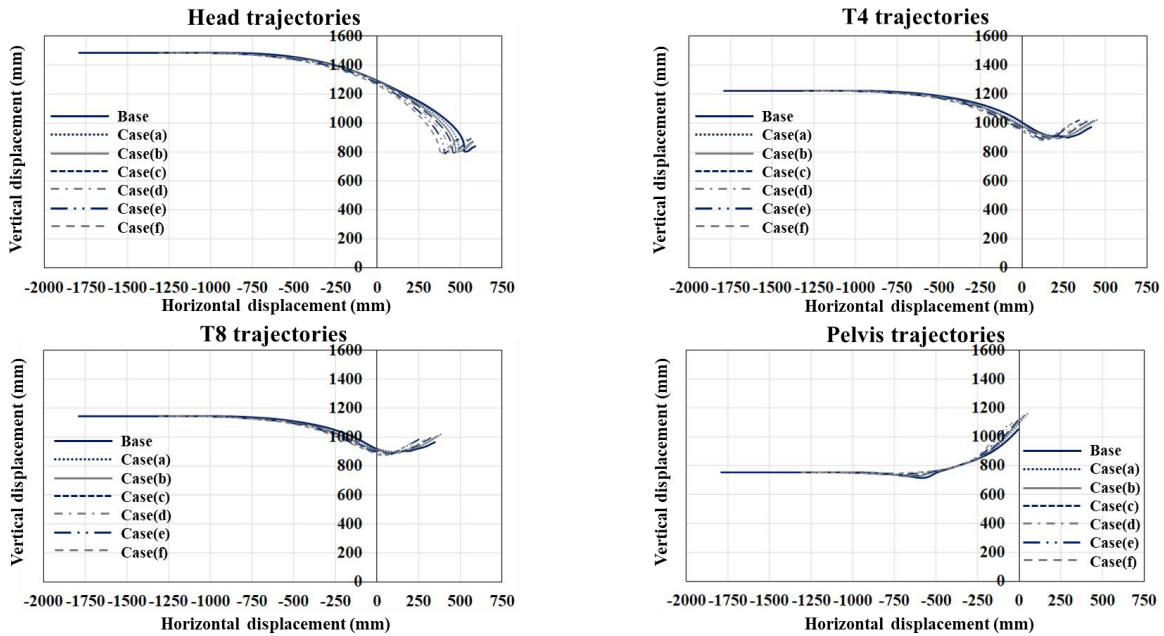 Head trajectories
Vertical displacement (mm)
1600
1400
1200
1000
800
600
400
200
0
Base
Case(a)
Case(b)
Case(c)
Case(d)
Case(e)
Case(f)
-2000 -1750 -1500 -1250 -1000 -750 -500 -250 0 250 500 750
Horizontal displacement (mm)
T4 trajectories
Vertical displacement (mm)
1600
1400
1200
1000
800
600
400
200
0
Base
Case(a)
Case(b)
Case(c)
Case(d)
Case(e)
Case(f)
-2000 -1750 -1500 -1250 -1000 -750 -500 -250 0 250 500 750
Horizontal displacement (mm)
T8 trajectories
Vertical displacement (mm)
1600
1400
1200
1000
800
600
400
200
0
Base
Case(a)
Case(b)
Case(c)
Case(d)
Case(e)
Case(f)
-2000 -1750 -1500 -1250 -1000 -750 -500 -250 0 250 500 750
Horizontal displacement (mm)
Pelvis trajectories
Vertical displacement (mm)
1600
1400
1200
1000
800
600
400
200
0
Base
Case(a)
Case(b)
Case(c)
Case(d)
Case(e)
Case(f)
-2000 -1750 -1500 -1250 -1000 -750 -500 -250 0 250 500 750
Horizontal displacement (mm)